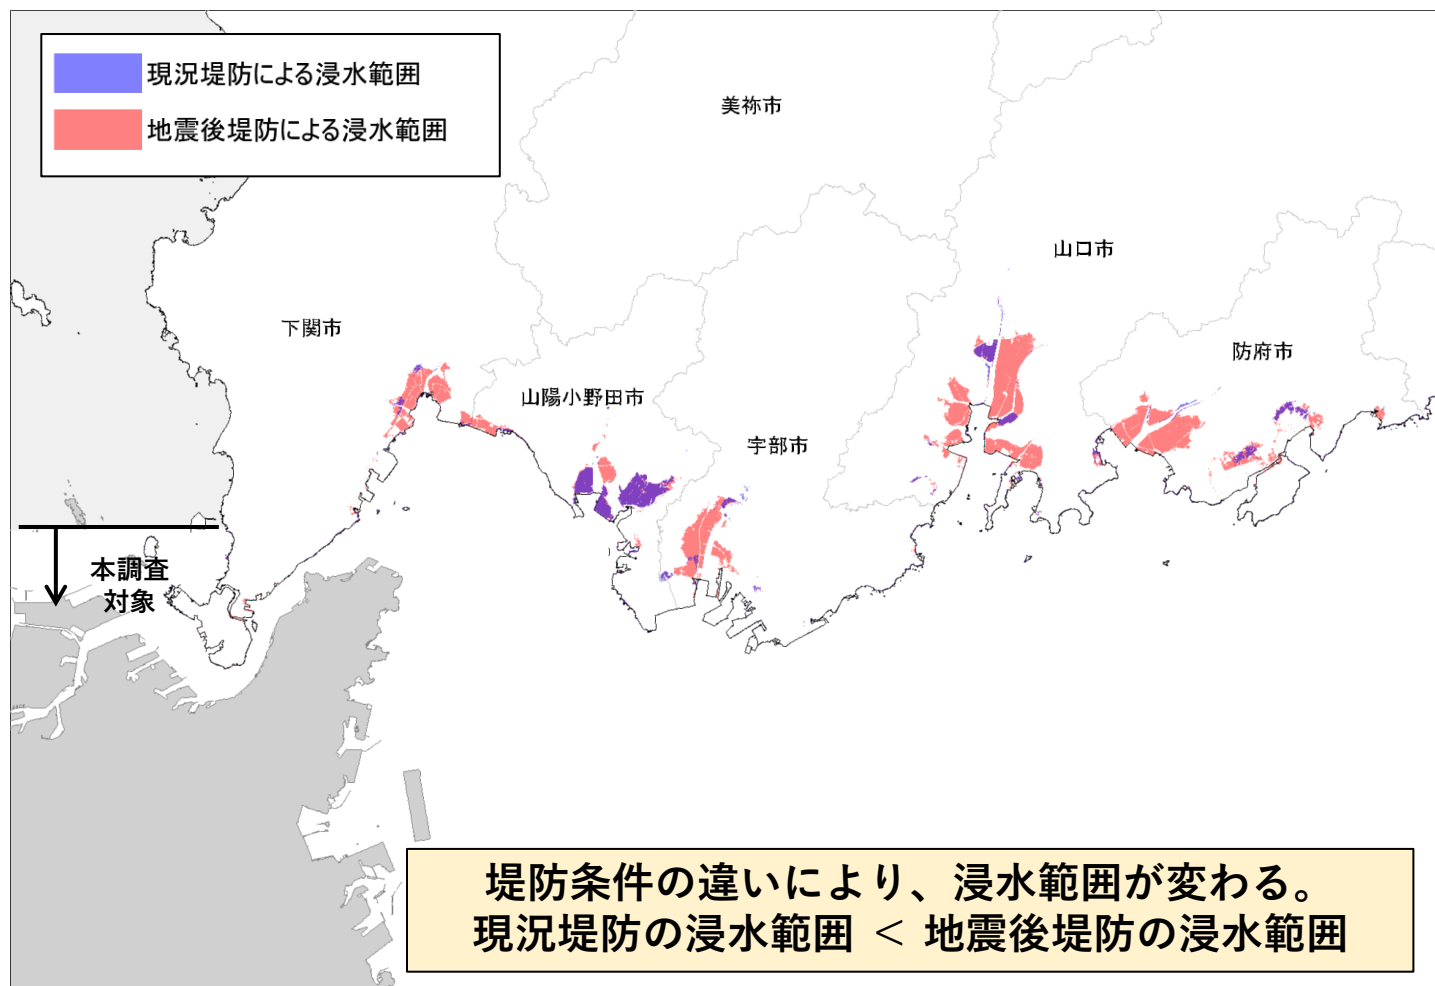 現況堤防による浸水範囲
地震後堤防による浸水範囲
美祢市
山口市
下関市
防府市
山陽小野田市
宇部市
本調査
対象
堤防条件の違いにより、浸水範囲が変わる。
現況堤防の浸水範囲 < 地震後堤防の浸水範囲